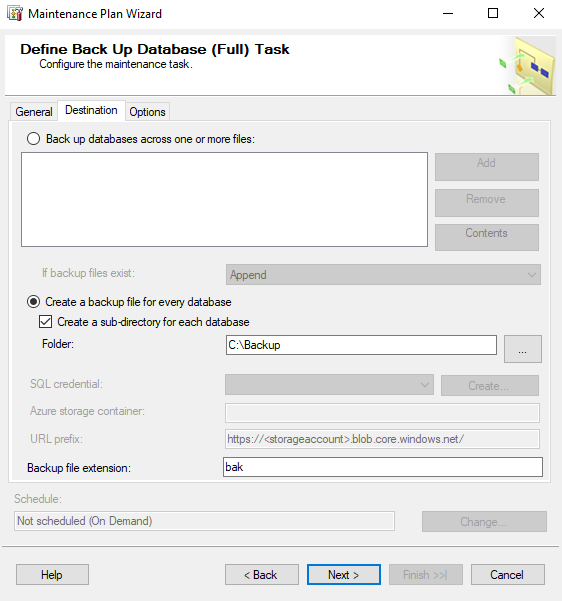 Maintenance Plan Wizard
Define Back Up Database (Full) Task
Configure the maintenance task.
General Destination Options
Back up databases across one or more files:
Add
Remove
Contents
If backup files exist: Append
Create a backup file for every database
Create a sub-directory for each database
Folder: C:\Backup ...
SQL credential: Create...
Azure storage container:
URL prefix: https://<storageaccount>.blob.core.windows.net/
Backup file extension: bak
Schedule:
Not scheduled (On Demand) Change...
Help < Back Next > Finish >>| Cancel